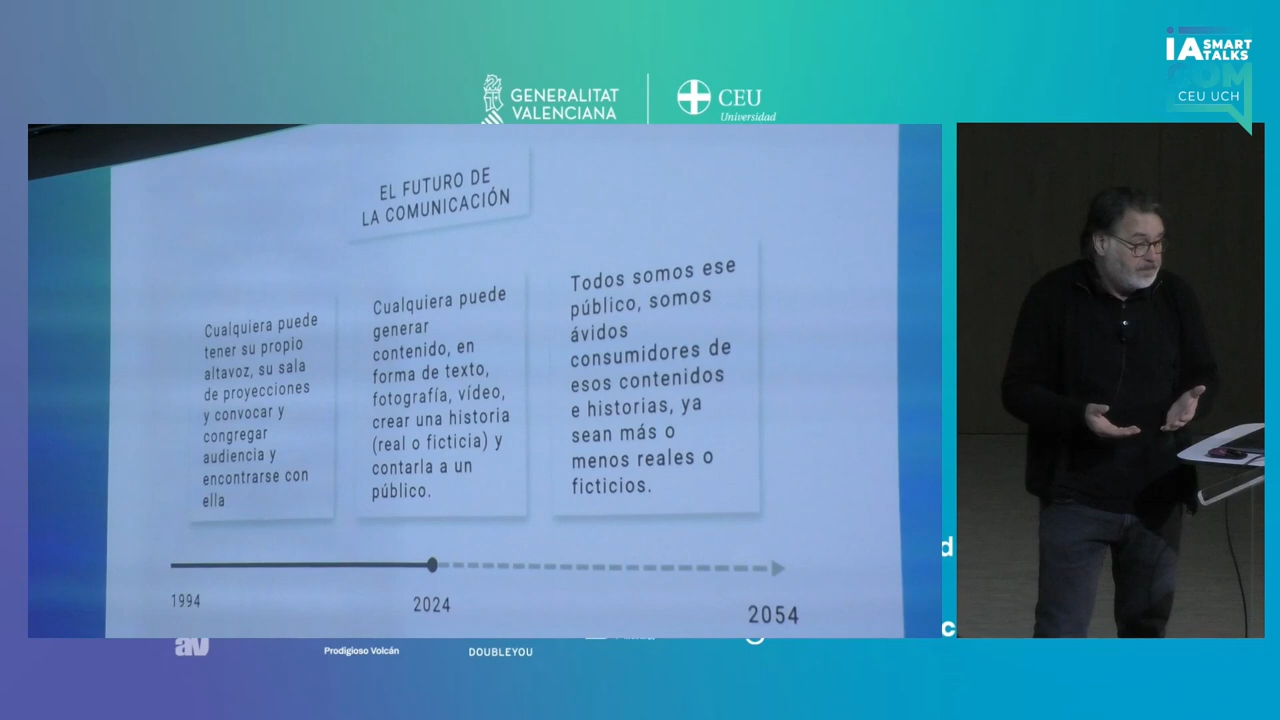 IA SMART
TALKS
COM
CEU UCH
GENERALITAT
VALENCIANA
CEU
Universidad
EL FUTURO DE
LA COMUNICACIÓN
Cualquiera puede
tener su propio
altavoz, su sala
de proyecciones
y convocar y
congregar
audiencia y
encontrarse con
ella
Cualquiera puede
generar
contenido, en
forma de texto,
fotografía, vídeo,
crear una historia
(real o ficticia) y
contarla a un
público.
Todos somos ese
público, somos
ávidos
consumidores de
esos contenidos
e historias, ya
sean más o
menos reales o
ficticios.
1994
2024
2054
av
Prodigioso Volcán
DOUBLEYOU